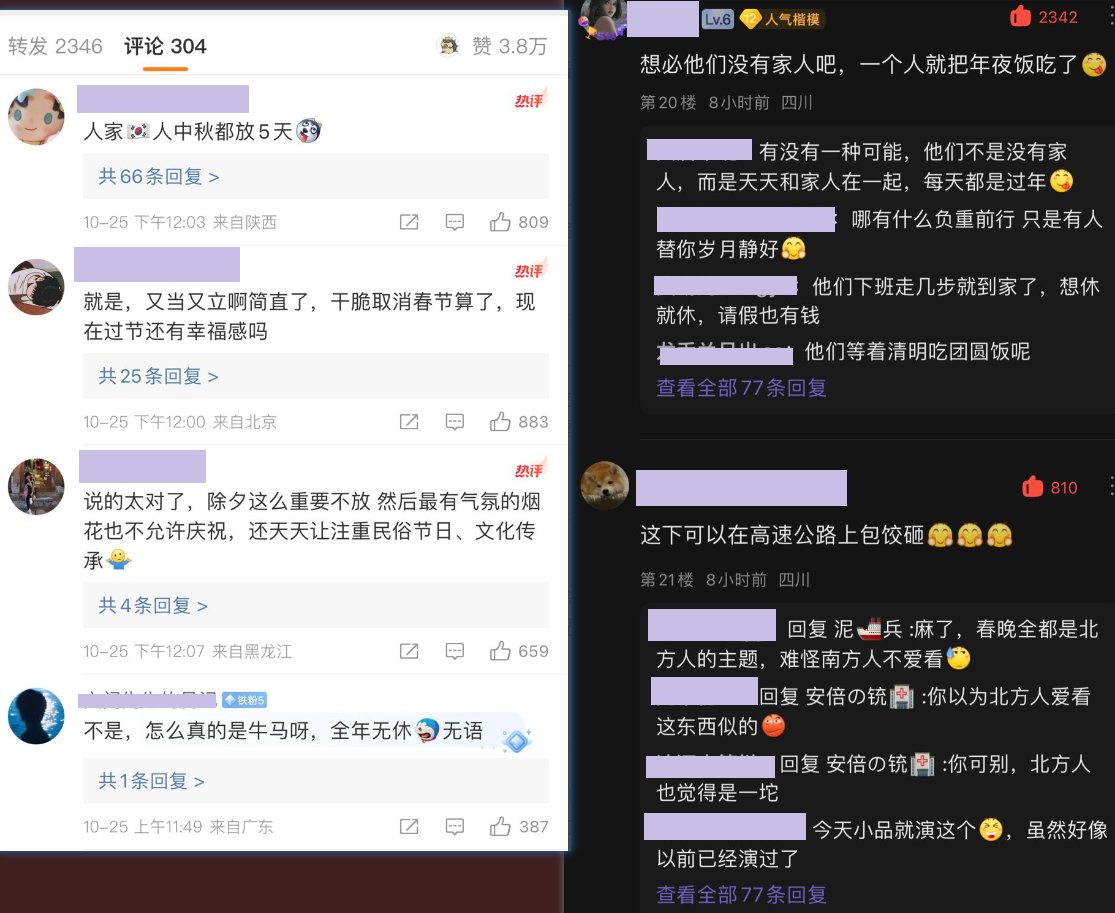 转发 2346 评论 304 赞 3.8万
热评
人家🇰🇷人中秋都放5天
共66条回复 >
10-25 下午12:03 来自陕西 809
热评
就是，又当又立啊简直了，干脆取消春节算了，现
在过节还有幸福感吗
共25条回复 >
10-25 下午12:00 来自北京 883
热评
说的太对了，除夕这么重要不放 然后最有气氛的烟
花也不允许庆祝，还天天让注重民俗节日、文化传
承🤷
共4条回复 >
10-25 下午12:07 来自黑龙江 659
铁粉5
不是，怎么真的是牛马呀，全年无休 无语
共1条回复 >
10-25 上午11:49 来自广东 387
Lv.6 12 人气楷模 2342
想必他们没有家人吧，一个人就把年夜饭吃了😋
第20楼 8小时前 四川
有没有一种可能，他们不是没有家
人，而是天天和家人在一起，每天都是过年😋
：哪有什么负重前行 只是有人
替你岁月静好🤗
：他们下班走几步就到家了，想休
就休，请假也有钱
：他们等着清明吃团圆饭呢
查看全部77条回复
810
这下可以在高速公路上包饺砸🤗🤗🤗
第21楼 8小时前 四川
回复 泥🚢兵 :麻了，春晚全都是北
方人的主题，难怪南方人不爱看😓
回复 安倍の铳🏥 :你以为北方人爱看
这东西似的
回复 安倍の铳🏥 :你可别，北方人
也觉得是一坨
今天小品就演这个😆，虽然好像
以前已经演过了
查看全部77条回复